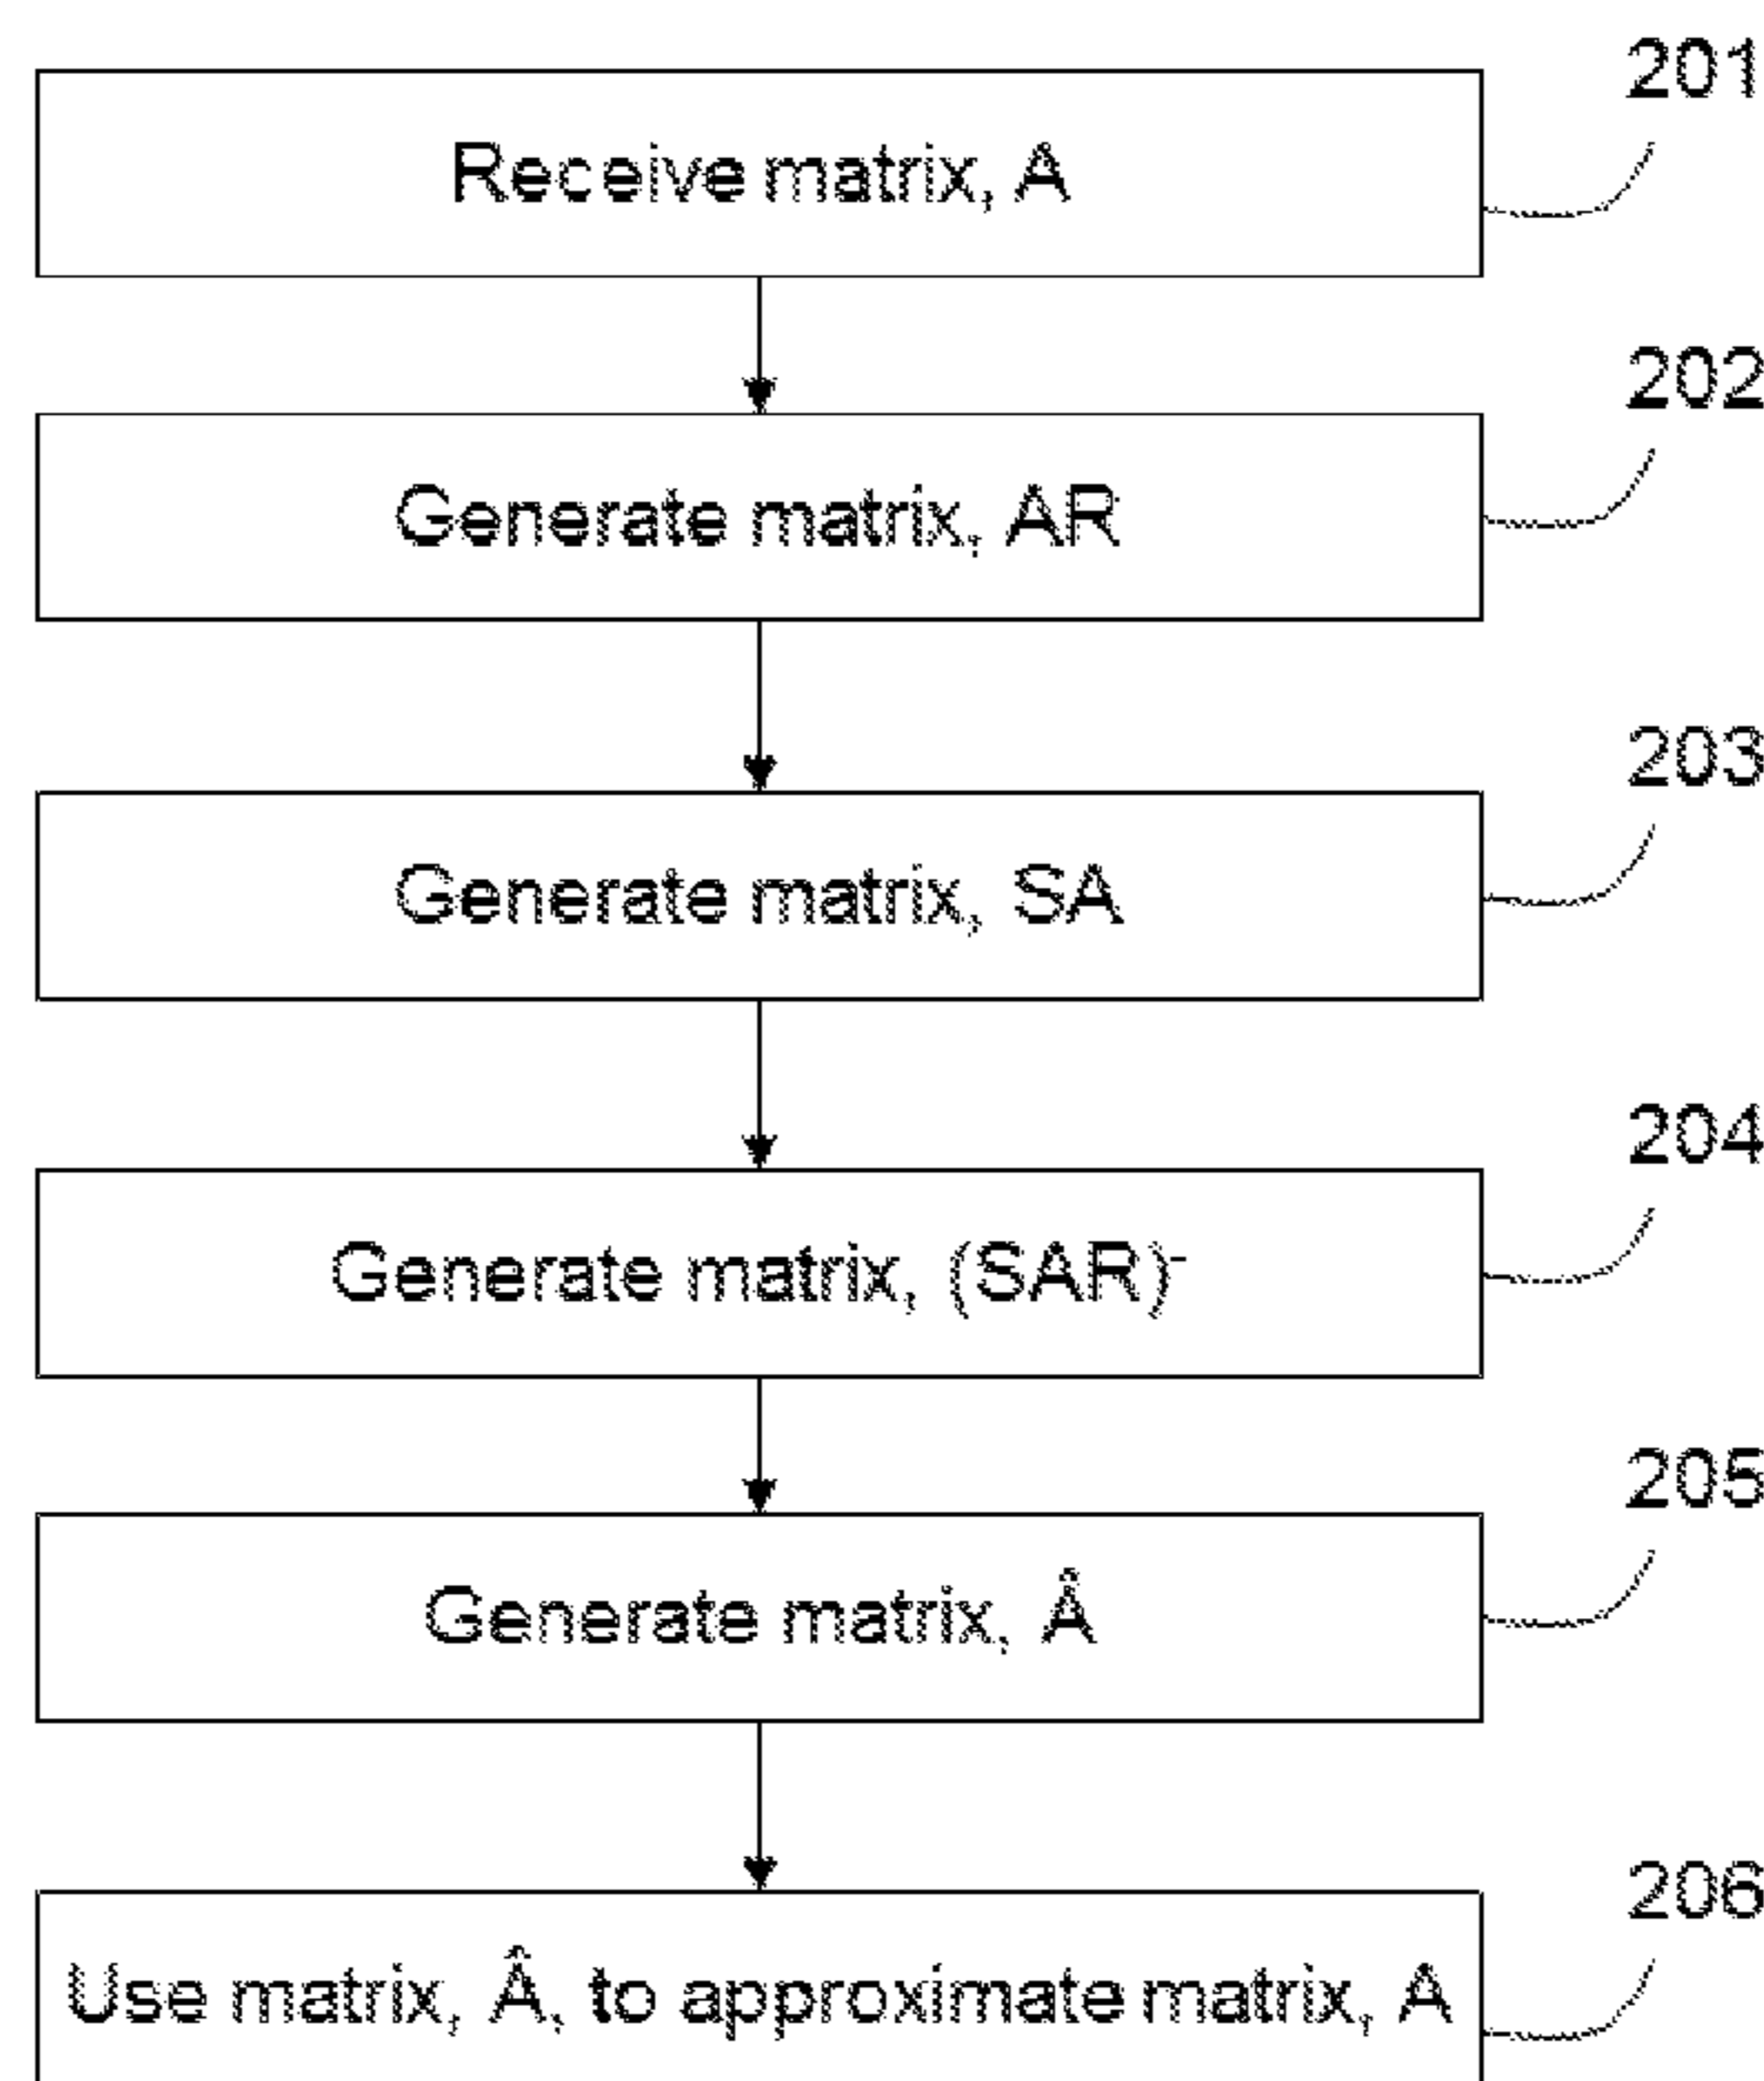 201
Receive matrix, A
202
Generate matrix, AR
203
Generate matrix, SA
204
Generate matrix, (SAR)⁻
205
Generate matrix, Â
206
Use matrix, Â, to approximate matrix, A